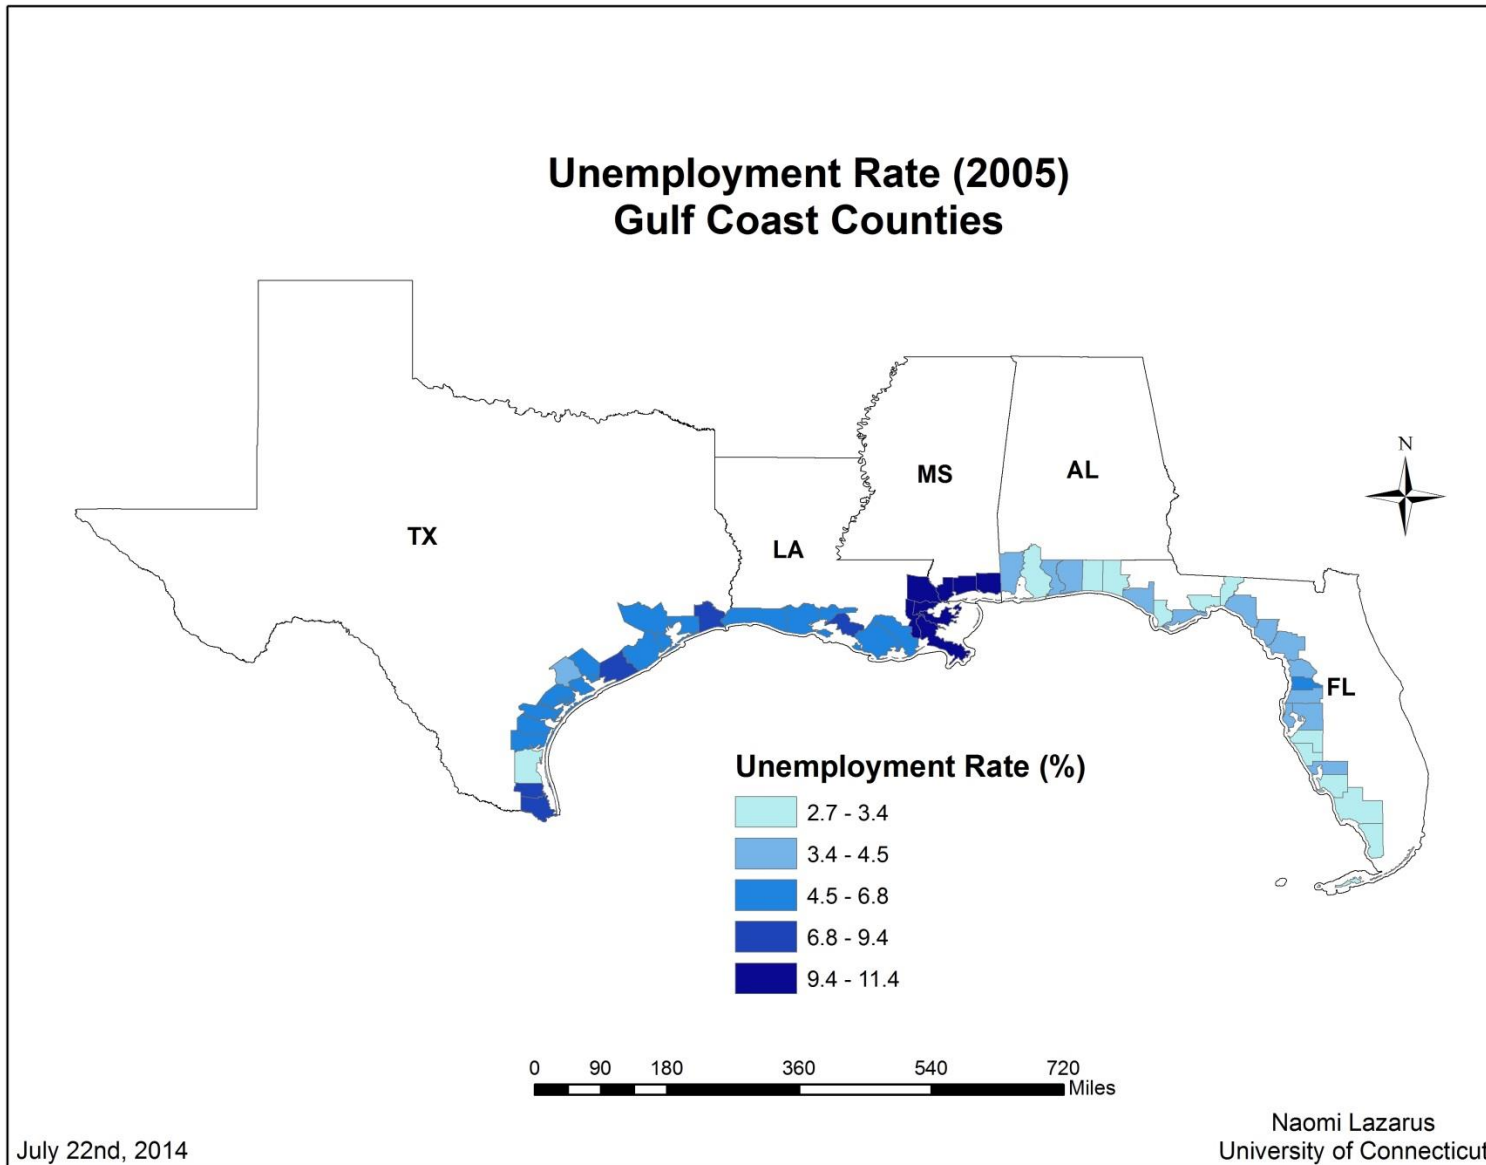 Unemployment Rate (2005)
Gulf Coast Counties
N
MS
AL
TX
LA
FL
Unemployment Rate (%)
2.7 - 3.4
3.4 - 4.5
4.5 - 6.8
6.8 - 9.4
9.4 - 11.4
0 90 180 360 540 720
Miles
July 22nd, 2014
Naomi Lazarus
University of Connecticut